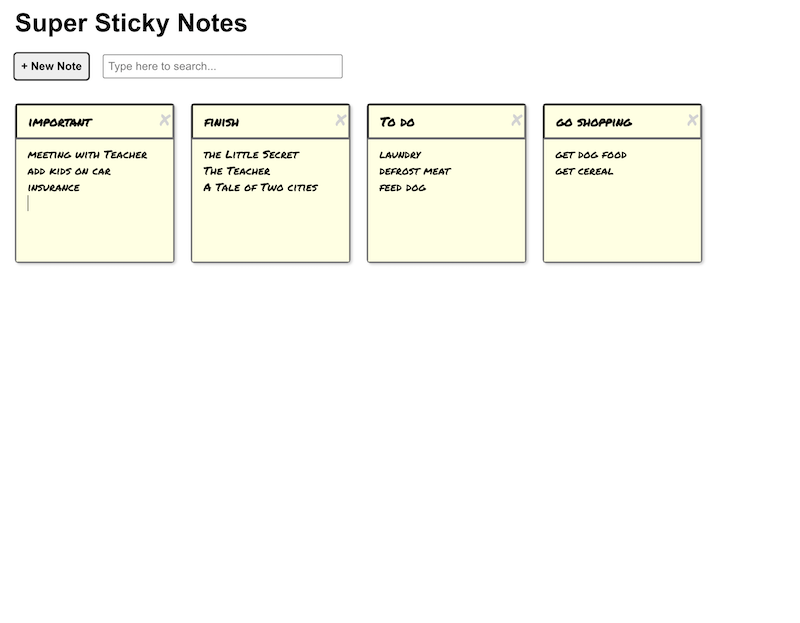 Super Sticky Notes
+ New Note
Type here to search...
important
meeting with Teacher
add kids on car
insurance
finish
the Little Secret
The Teacher
A Tale of Two cities
To do
laundry
defrost meat
feed dog
go shopping
get dog food
get cereal